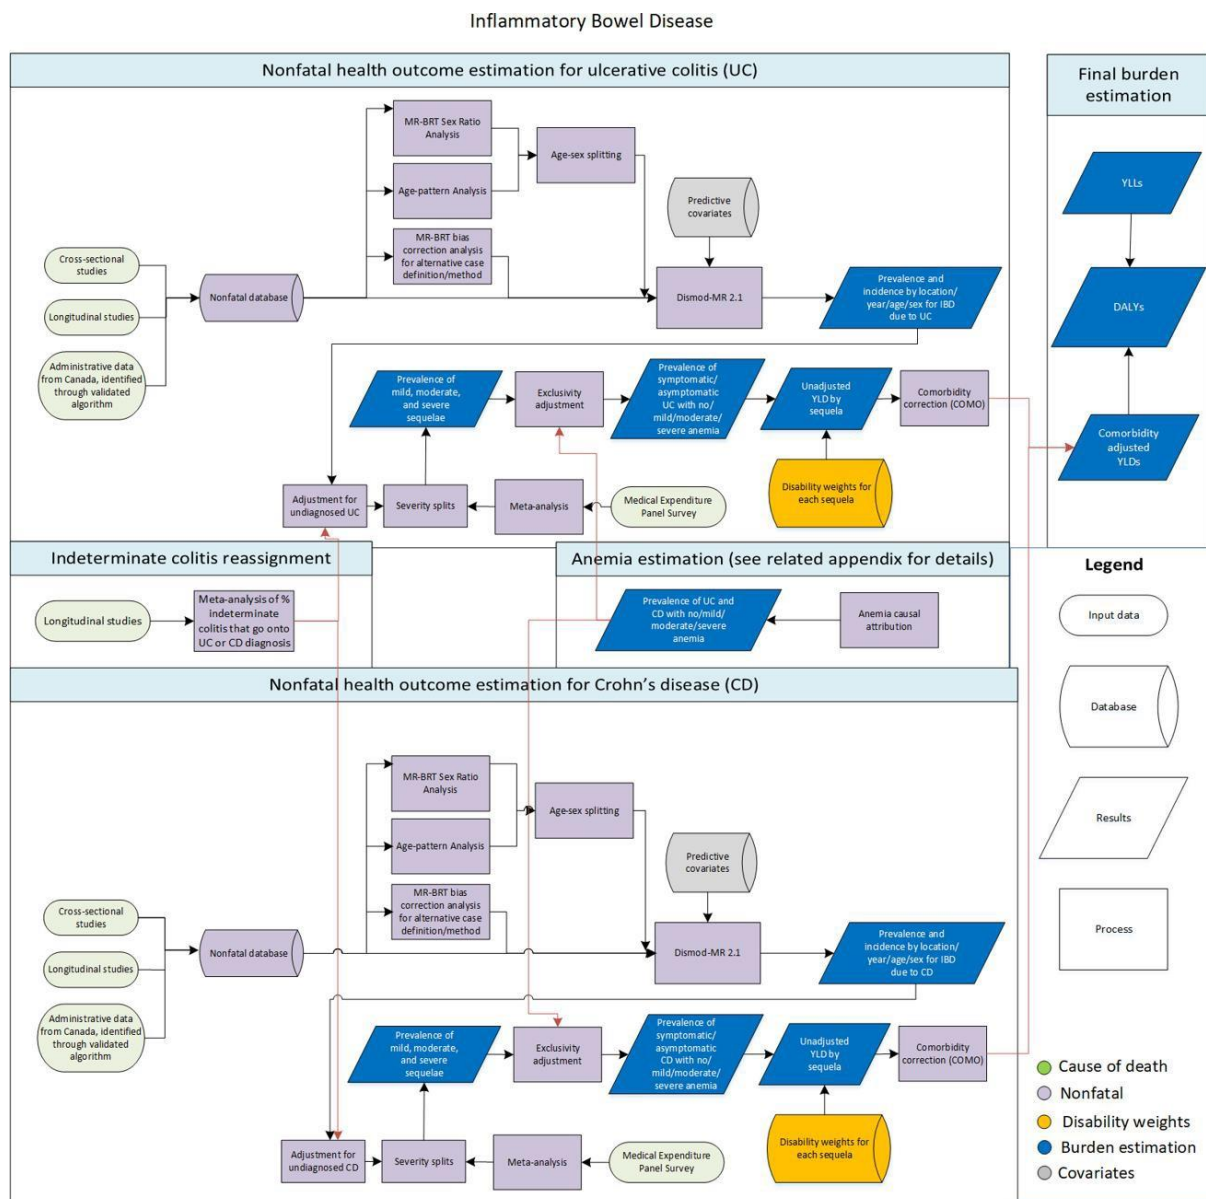 Inflammatory Bowel Disease
Nonfatal health outcome estimation for ulcerative colitis (UC)
MR-BRT Sex Ratio
Analysis
Age-pattern Analysis
Age-sex splitting
MR-BRT bias
correction analysis
for alternative case
definition/method
Predictive
covariates
Cross-sectional
studies
Longitudinal studies
Administrative data
from Canada, identified
through validated
algorithm
Nonfatal database
Dismod-MR 2.1
Prevalence and
incidence by location/
year/age/sex for IBD
due to UC
Prevalence of
mild, moderate,
and severe
sequelae
Exclusivity
adjustment
Prevalence of
symptomatic/
asymptomatic
UC with no/
mild/moderate/
severe anemia
Unadjusted
YLD by
sequela
Comorbidity
correction (COMO)
Adjustment for
undiagnosed UC
Severity splits
Meta-analysis
Medical Expenditure
Panel Survey
Disability weights
for each sequela
Final burden
estimation
YLLs
DALYs
Comorbidity
adjusted
YLDs
Indeterminate colitis reassignment
Longitudinal studies
Meta-analysis of %
indeterminate
colitis that go onto
UC or CD diagnosis
Anemia estimation (see related appendix for details)
Prevalence of UC and
CD with no/mild/
moderate/severe
anemia
Anemia causal
attribution
Nonfatal health outcome estimation for Crohn's disease (CD)
MR-BRT Sex Ratio
Analysis
Age-pattern Analysis
Age-sex splitting
MR-BRT bias
correction analysis
for alternative case
definition/method
Predictive
covariates
Cross-sectional
studies
Longitudinal studies
Administrative data
from Canada, identified
through validated
algorithm
Nonfatal database
Dismod-MR 2.1
Prevalence and
incidence by location/
year/age/sex for IBD
due to CD
Prevalence of
mild, moderate,
and severe
sequelae
Exclusivity
adjustment
Prevalence of
symptomatic/
asymptomatic
CD with no/
mild/moderate/
severe anemia
Unadjusted
YLD by
sequela
Comorbidity
correction (COMO)
Adjustment for
undiagnosed CD
Severity splits
Meta-analysis
Medical Expenditure
Panel Survey
Disability weights for
each sequela
Legend
Input data
Database
Results
Process
Cause of death
Nonfatal
Disability weights
Burden estimation
Covariates